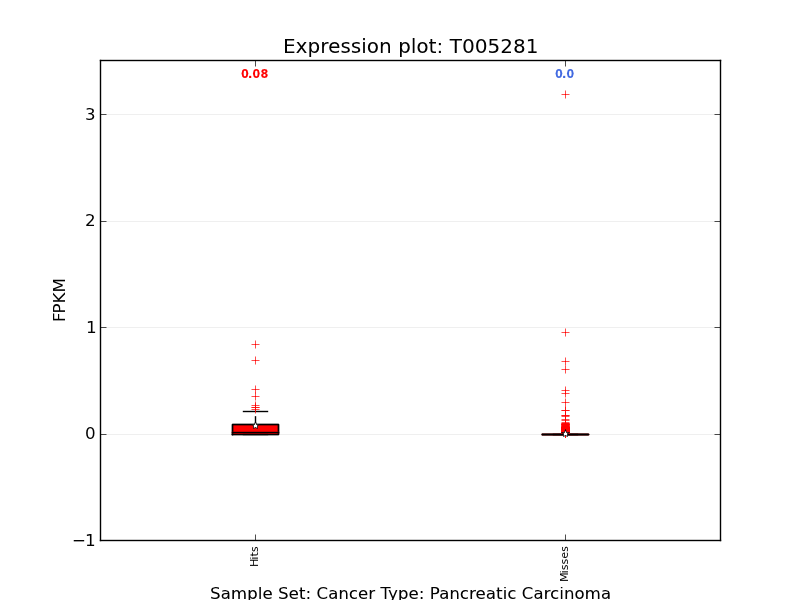 Expression plot: T005281
0.08 0.0
3
2
1
0
−1
FPKM
Hits Misses
Sample Set: Cancer Type: Pancreatic Carcinoma